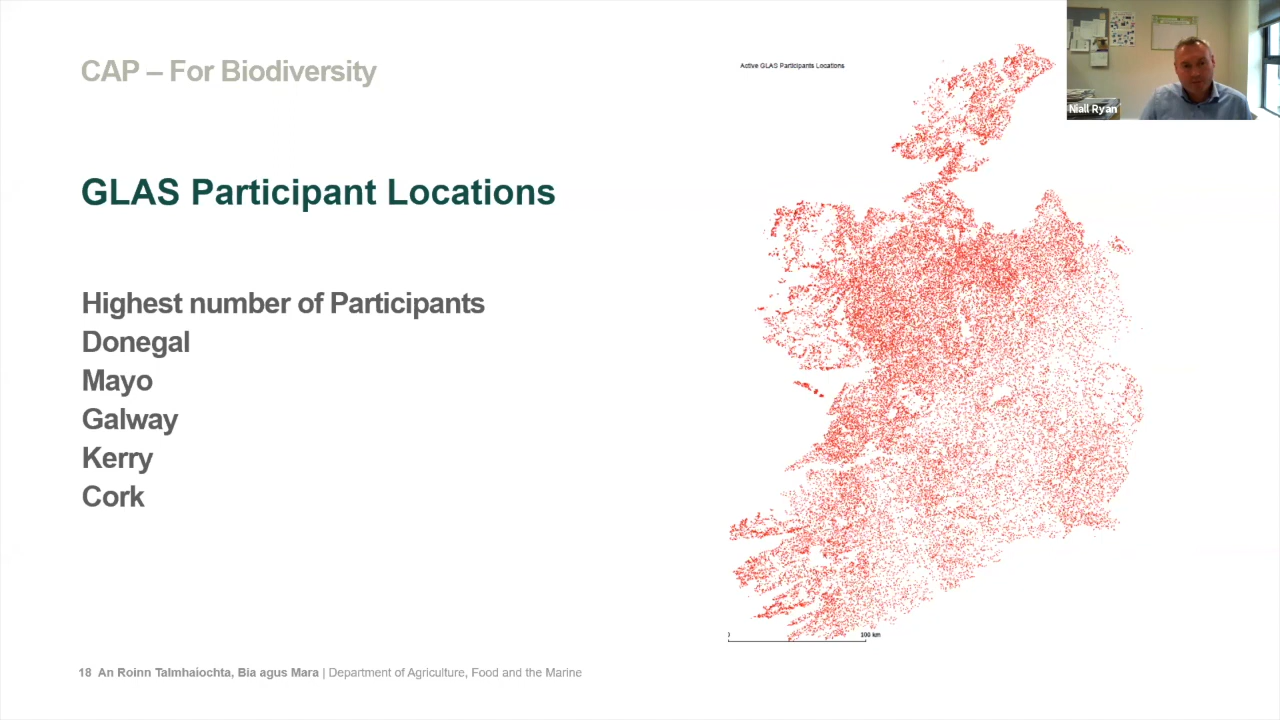 CAP – For Biodiversity
GLAS Participant Locations
Highest number of Participants
Donegal
Mayo
Galway
Kerry
Cork
18 An Roinn Talmhaíochta, Bia agus Mara | Department of Agriculture, Food and the Marine
Active GLAS Participants Locations
0 100 km
Niall Ryan